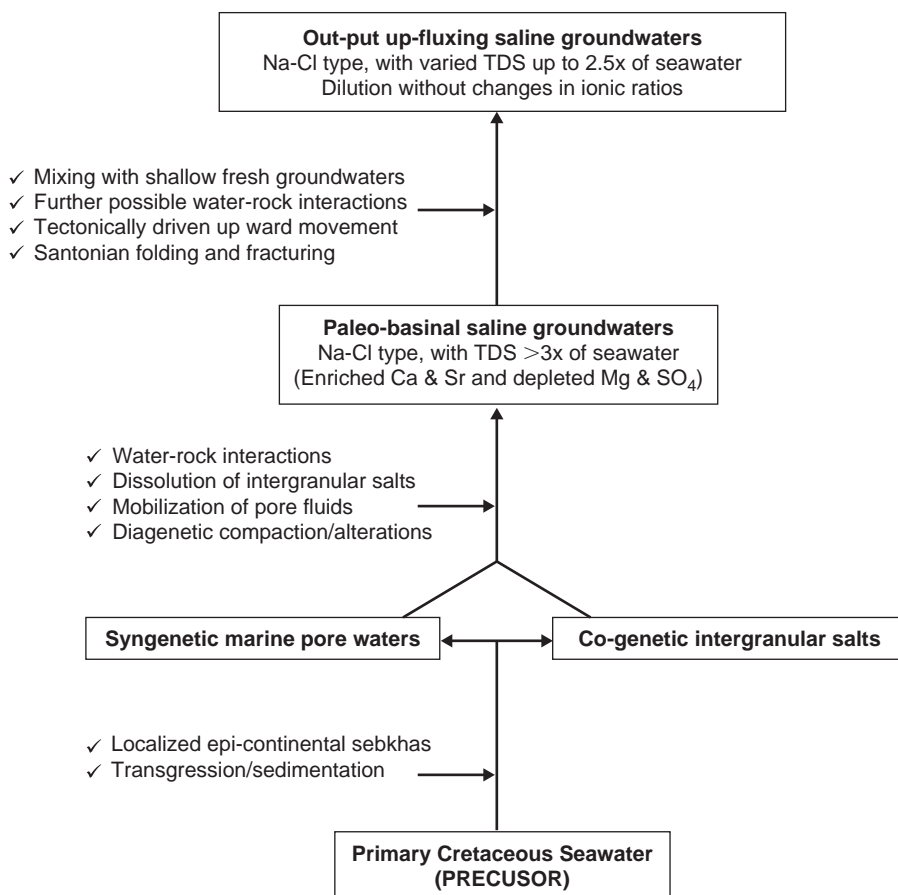 Out-put up-fluxing saline groundwaters
Na-Cl type, with varied TDS up to 2.5x of seawater
Dilution without changes in ionic ratios
✓ Mixing with shallow fresh groundwaters
✓ Further possible water-rock interactions
✓ Tectonically driven up ward movement
✓ Santonian folding and fracturing
Paleo-basinal saline groundwaters
Na-Cl type, with TDS >3x of seawater
(Enriched Ca & Sr and depleted Mg & SO4)
✓ Water-rock interactions
✓ Dissolution of intergranular salts
✓ Mobilization of pore fluids
✓ Diagenetic compaction/alterations
Syngenetic marine pore waters
Co-genetic intergranular salts
✓ Localized epi-continental sebkhas
✓ Transgression/sedimentation
Primary Cretaceous Seawater
(PRECUSOR)